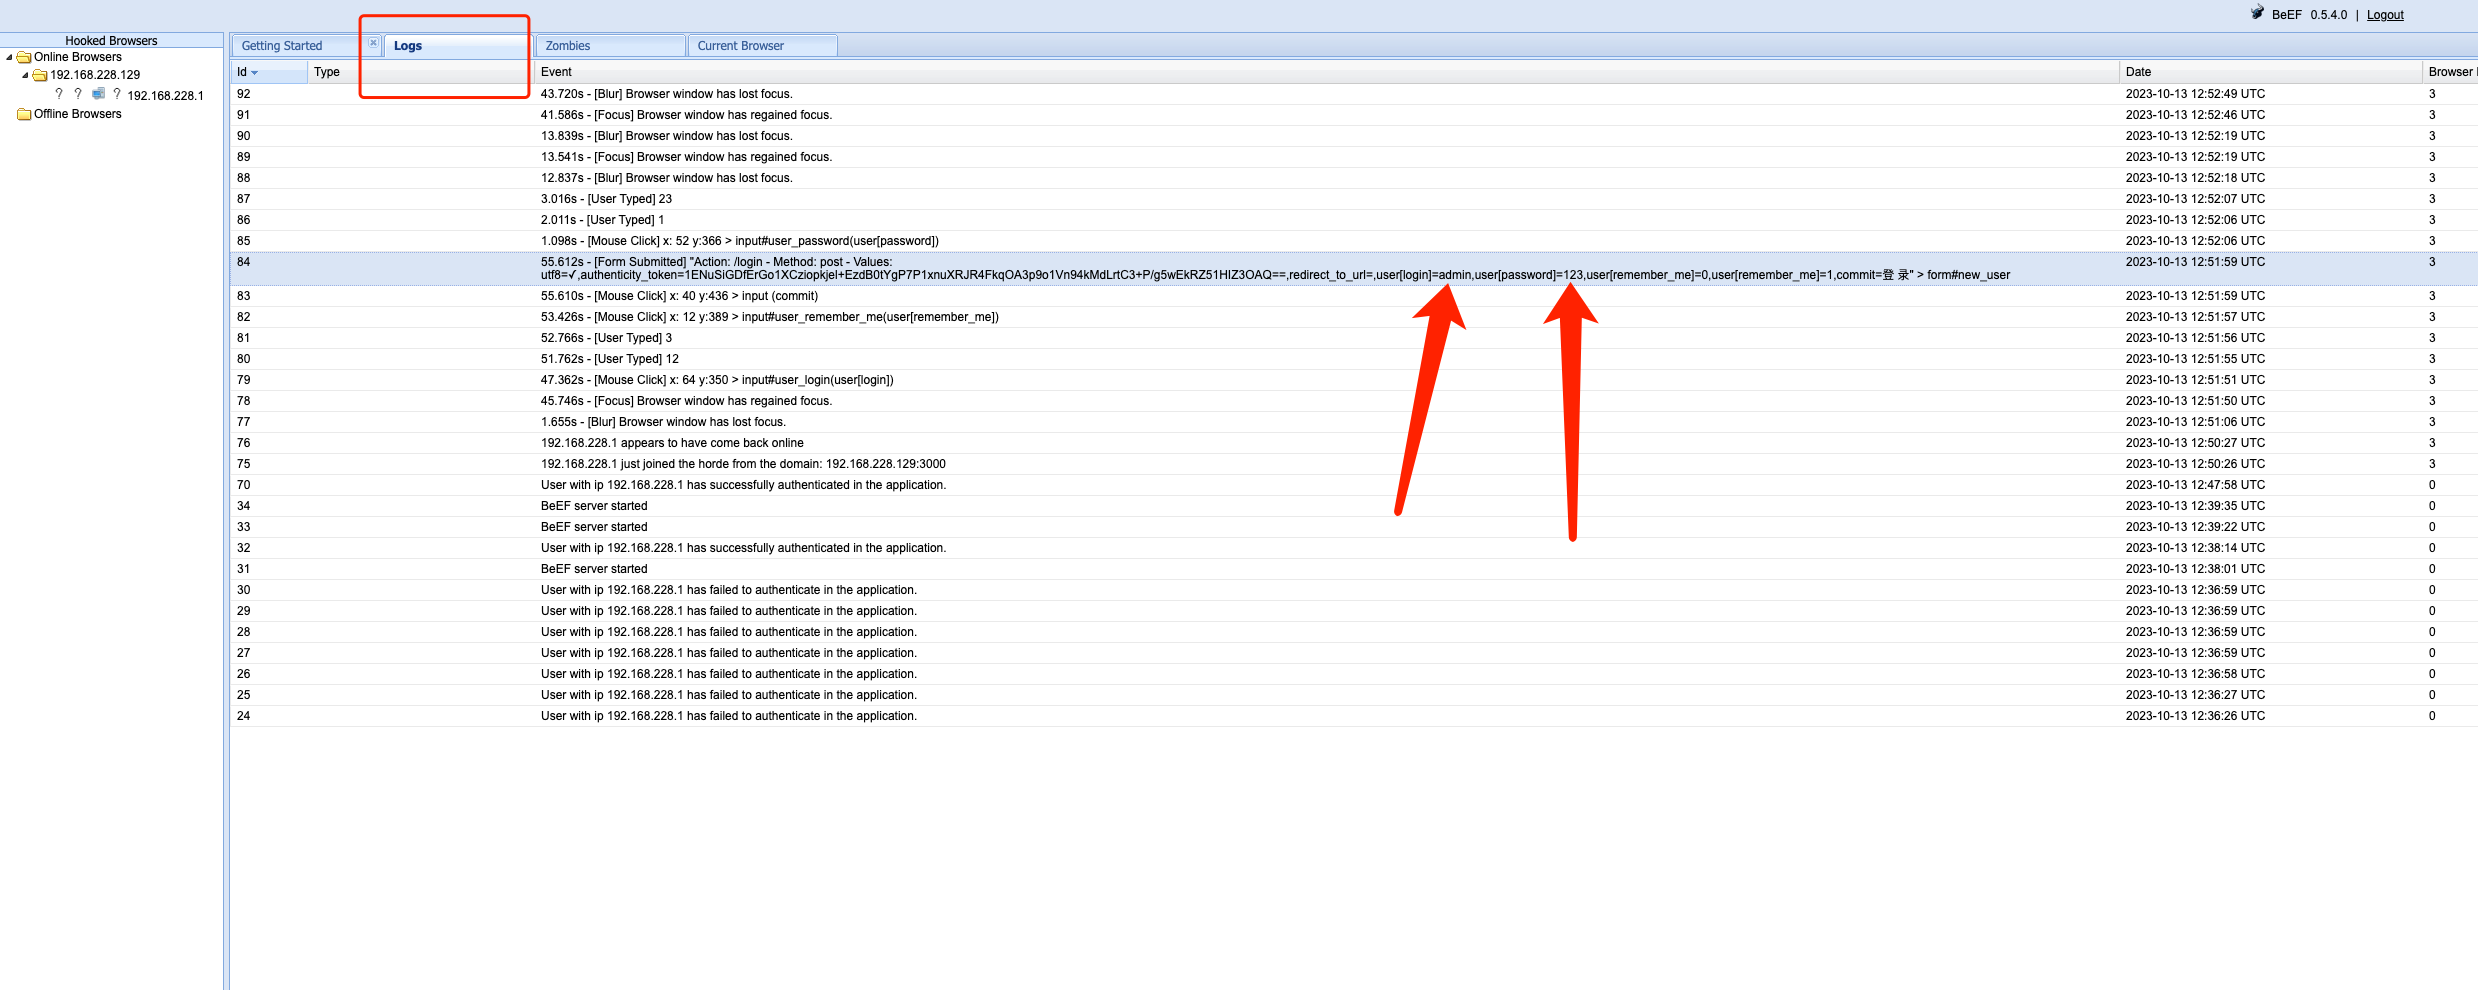 BeEF 0.5.4.0 | Logout
Hooked Browsers
Online Browsers
192.168.228.129
? ? ? 192.168.228.1
Offline Browsers
Getting Started Logs Zombies Current Browser
Id Type Event Date Browser
92 43.720s - [Blur] Browser window has lost focus. 2023-10-13 12:52:49 UTC 3
91 41.586s - [Focus] Browser window has regained focus. 2023-10-13 12:52:46 UTC 3
90 13.839s - [Blur] Browser window has lost focus. 2023-10-13 12:52:19 UTC 3
89 13.541s - [Focus] Browser window has regained focus. 2023-10-13 12:52:19 UTC 3
88 12.837s - [Blur] Browser window has lost focus. 2023-10-13 12:52:18 UTC 3
87 3.016s - [User Typed] 23 2023-10-13 12:52:07 UTC 3
86 2.011s - [User Typed] 1 2023-10-13 12:52:06 UTC 3
85 1.098s - [Mouse Click] x: 52 y:366 > input#user_password(user[password]) 2023-10-13 12:52:06 UTC 3
84 55.612s - [Form Submitted] "Action: /login - Method: post - Values: 2023-10-13 12:51:59 UTC 3
utf8=✓,authenticity_token=1ENuSiGDfErGo1XCziopkjeI+EzdB0tYgP7P1xnuXRJR4FkqOA3p9o1Vn94kMdLrtC3+P/g5wEkRZ51HIZ3OAQ==,redirect_to_url=,user[login]=admin,user[password]=123,user[remember_me]=0,user[remember_me]=1,commit=登 录" > form#new_user
83 55.610s - [Mouse Click] x: 40 y:436 > input (commit) 2023-10-13 12:51:59 UTC 3
82 53.426s - [Mouse Click] x: 12 y:389 > input#user_remember_me(user[remember_me]) 2023-10-13 12:51:57 UTC 3
81 52.766s - [User Typed] 3 2023-10-13 12:51:56 UTC 3
80 51.762s - [User Typed] 12 2023-10-13 12:51:55 UTC 3
79 47.362s - [Mouse Click] x: 64 y:350 > input#user_login(user[login]) 2023-10-13 12:51:51 UTC 3
78 45.746s - [Focus] Browser window has regained focus. 2023-10-13 12:51:50 UTC 3
77 1.655s - [Blur] Browser window has lost focus. 2023-10-13 12:51:06 UTC 3
76 192.168.228.1 appears to have come back online 2023-10-13 12:50:27 UTC 3
75 192.168.228.1 just joined the horde from the domain: 192.168.228.129:3000 2023-10-13 12:50:26 UTC 3
70 User with ip 192.168.228.1 has successfully authenticated in the application. 2023-10-13 12:47:58 UTC 0
34 BeEF server started 2023-10-13 12:39:35 UTC 0
33 BeEF server started 2023-10-13 12:39:22 UTC 0
32 User with ip 192.168.228.1 has successfully authenticated in the application. 2023-10-13 12:38:14 UTC 0
31 BeEF server started 2023-10-13 12:38:01 UTC 0
30 User with ip 192.168.228.1 has failed to authenticate in the application. 2023-10-13 12:36:59 UTC 0
29 User with ip 192.168.228.1 has failed to authenticate in the application. 2023-10-13 12:36:59 UTC 0
28 User with ip 192.168.228.1 has failed to authenticate in the application. 2023-10-13 12:36:59 UTC 0
27 User with ip 192.168.228.1 has failed to authenticate in the application. 2023-10-13 12:36:59 UTC 0
26 User with ip 192.168.228.1 has failed to authenticate in the application. 2023-10-13 12:36:58 UTC 0
25 User with ip 192.168.228.1 has failed to authenticate in the application. 2023-10-13 12:36:27 UTC 0
24 User with ip 192.168.228.1 has failed to authenticate in the application. 2023-10-13 12:36:26 UTC 0